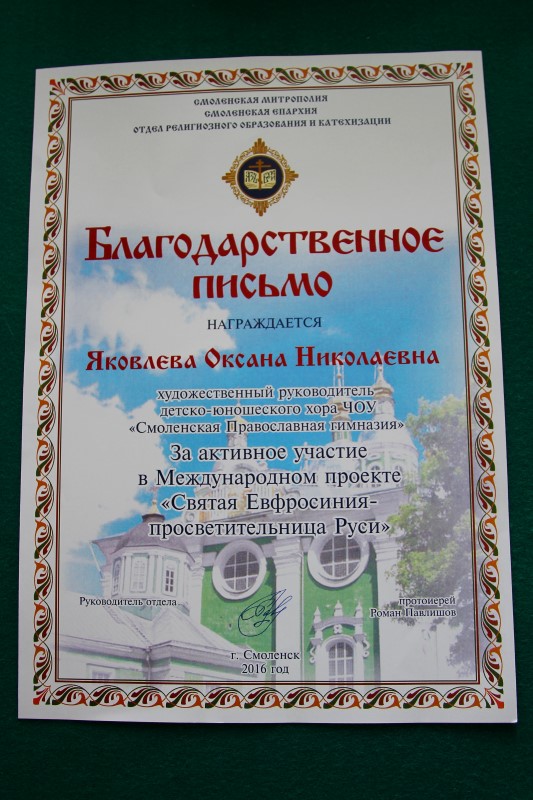 СМОЛЕНСКАЯ МИТРОПОЛИЯ
СМОЛЕНСКАЯ ЕПАРХИЯ
ОТДЕЛ РЕЛИГИОЗНОГО ОБРАЗОВАНИЯ И КАТЕХИЗАЦИИ
БЛАГОДАРСТВЕННОЕ
ПИСЬМО
НАГРАЖДАЕТСЯ
ЯКОВЛЕВА ОКСАНА НИКОЛАЕВНА
художественный руководитель
детско-юношеского хора ЧОУ
«Смоленская Православная гимназия»
За активное участие
в Международном проекте
«Святая Евфросиния-
просветительница Руси»
Руководитель отдела
протоиерей
Роман Павлишов
г. Смоленск
2016 год